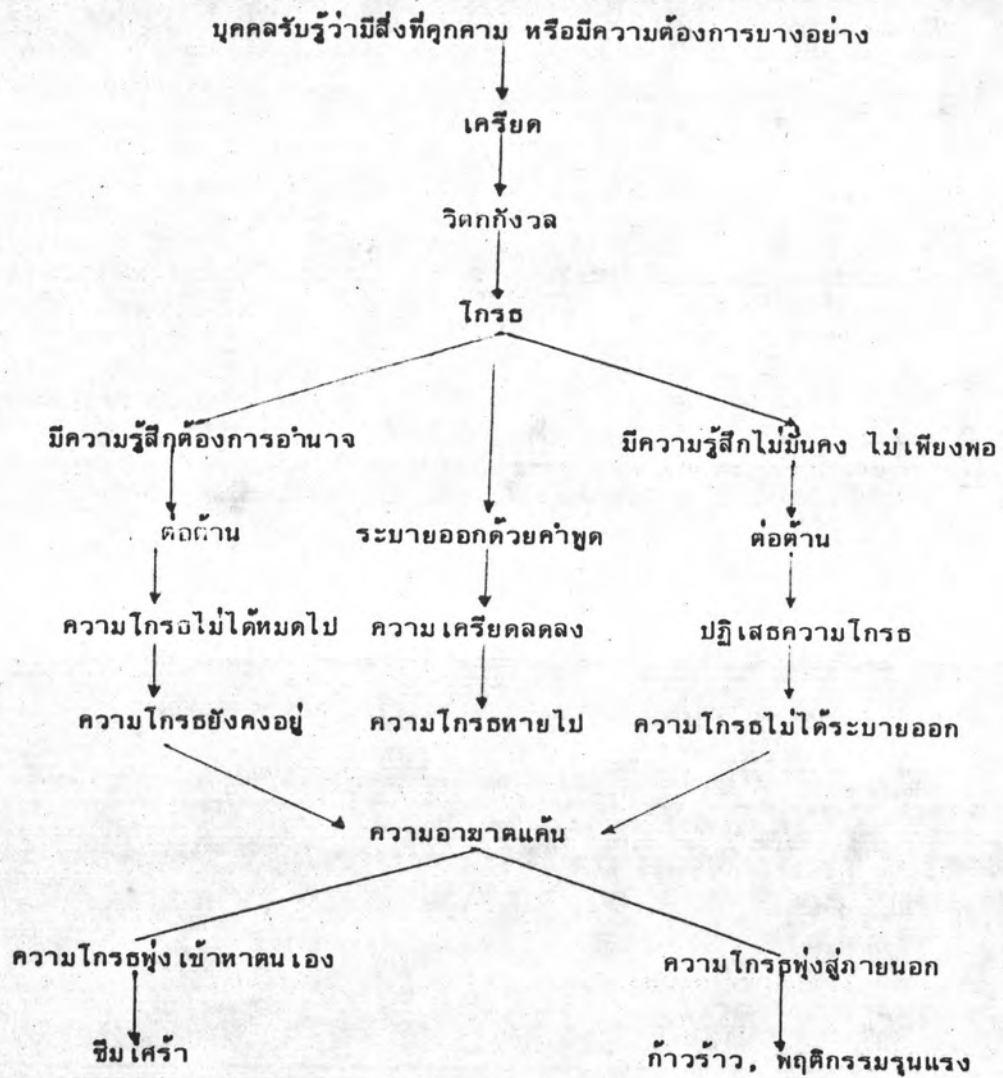 บุคคลรับรู้ว่ามีสิ่งที่คุกคาม หรือมีความต้องการบางอย่าง
เครียด
วิตกกังวล
โกรธ
มีความรู้สึกต้องการอำนาจ
มีความรู้สึกไม่มั่นคง ไม่เพียงพอ
ต่อต้าน ระบายออกด้วยคำพูด ต่อต้าน
ความโกรธไม่ได้หมดไป ความเครียดลดลง ปฏิเสธความโกรธ
ความโกรธยังคงอยู่ ความโกรธหายไป ความโกรธไม่ได้ระบายออก
ความอาฆาตแค้น
ความโกรธพุ่งเข้าหาตนเอง ความโกรธพุ่งสู่ภายนอก
ซึมเศร้า ก้าวร้าว, พฤติกรรมรุนแรง